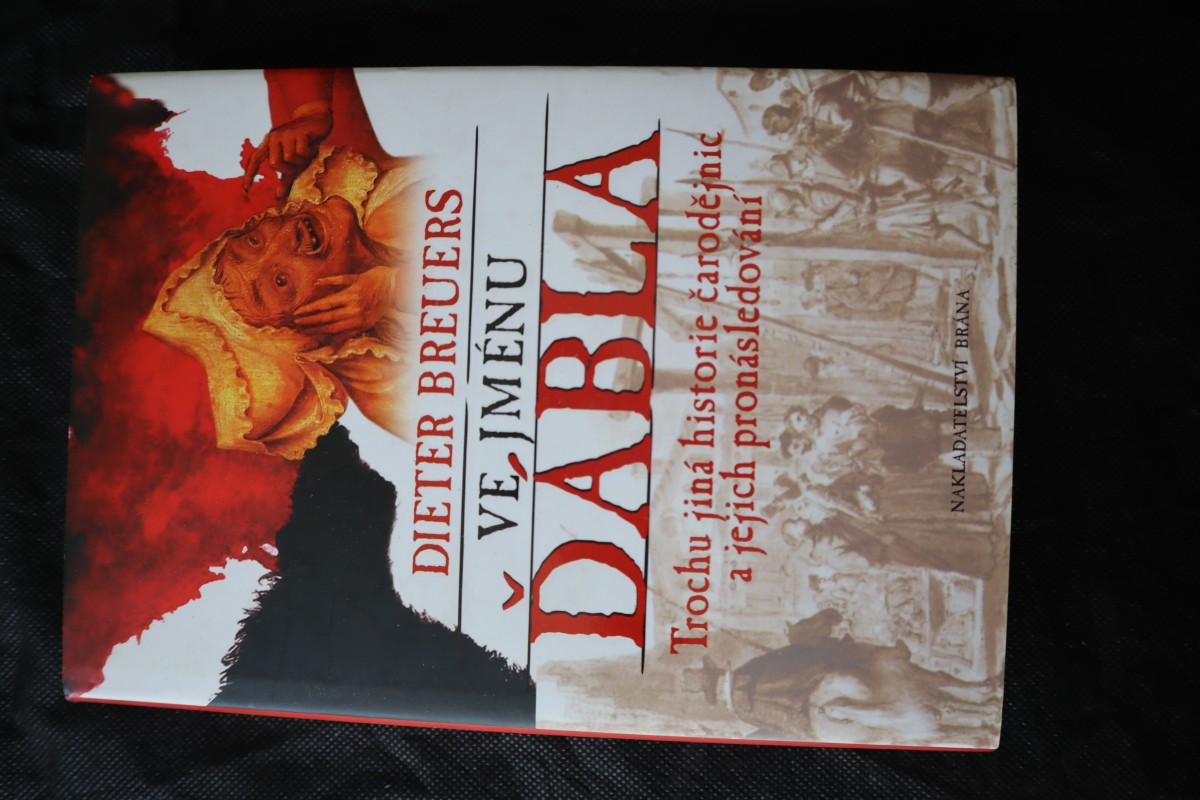 DIETER BREUERS
VE JMÉNU
ĎÁBLA
Trochu jiná historie čarodějnic
a jejich pronásledování
NAKLADATELSTVÍ BRÁNA